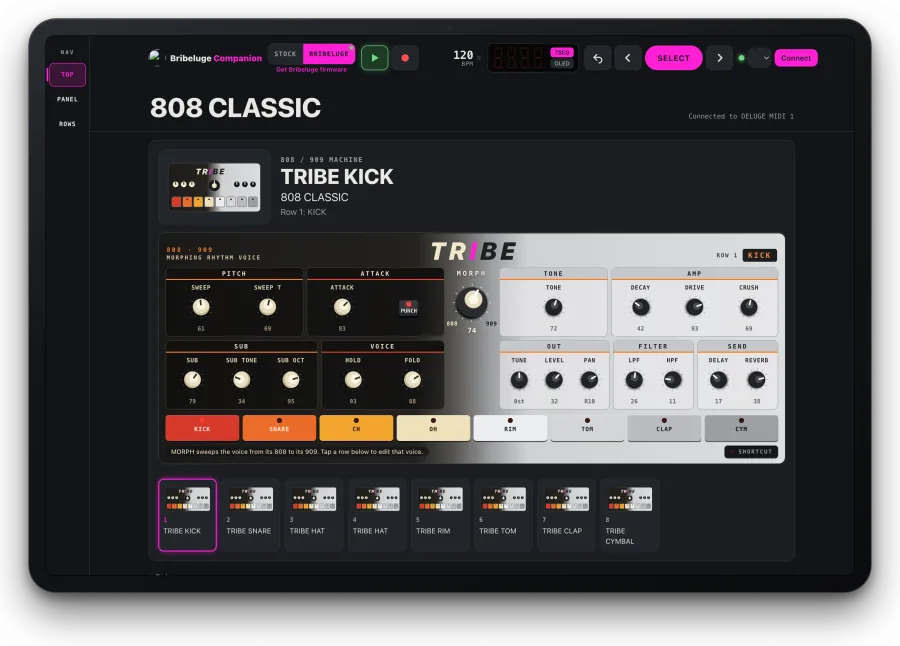 NAV
TOP
PANEL
ROWS
Bribeluge Companion
STOCK
BRIBELUGE
Get Bribeluge firmware
120
BPM
7SEG
OLED
SELECT
Connect
808 CLASSIC
Connected to DELUGE MIDI 1
TRIBE
808 / 909 MACHINE
TRIBE KICK
808 CLASSIC
Row 1: KICK
808 · 909
MORPHING RHYTHM VOICE
TRIBE
ROW 1
KICK
PITCH
SWEEP
SWEEP T
61
69
ATTACK
ATTACK
PUNCH
83
MORPH
808
909
74
TONE
TONE
72
AMP
DECAY
DRIVE
CRUSH
42
93
69
SUB
SUB
SUB TONE
SUB OCT
79
34
95
VOICE
HOLD
FOLD
93
88
OUT
TUNE
LEVEL
PAN
0st
32
R10
FILTER
LPF
HPF
26
11
SEND
DELAY
REVERB
17
38
KICK
SNARE
CH
OH
RIM
TOM
CLAP
CYM
MORPH sweeps the voice from its 808 to its 909. Tap a row below to edit that voice.
SHORTCUT
1
TRIBE KICK
2
TRIBE SNARE
3
TRIBE HAT
4
TRIBE HAT
5
TRIBE RIM
6
TRIBE TOM
7
TRIBE CLAP
8
TRIBE
CYMBAL